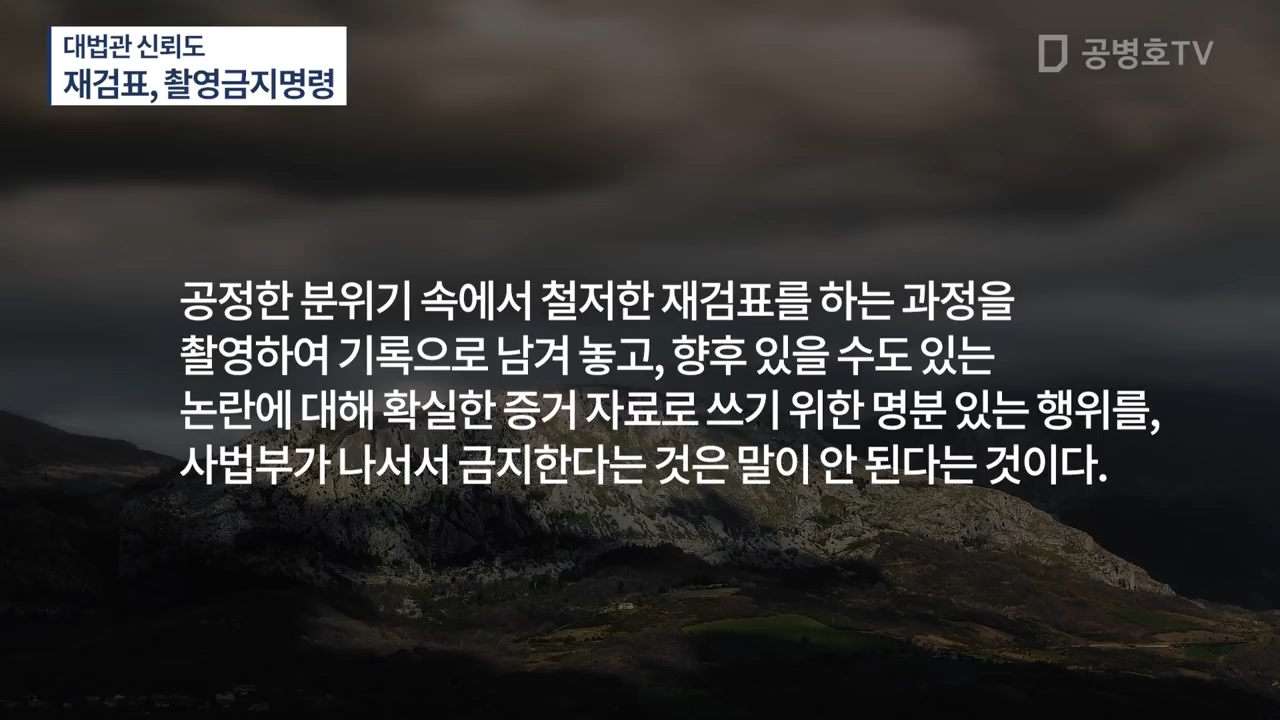 대법관 신뢰도
재검표, 촬영금지명령
공병호TV
공정한 분위기 속에서 철저한 재검표를 하는 과정을
촬영하여 기록으로 남겨 놓고, 향후 있을 수도 있는
논란에 대해 확실한 증거 자료로 쓰기 위한 명분 있는 행위를,
사법부가 나서서 금지한다는 것은 말이 안 된다는 것이다.